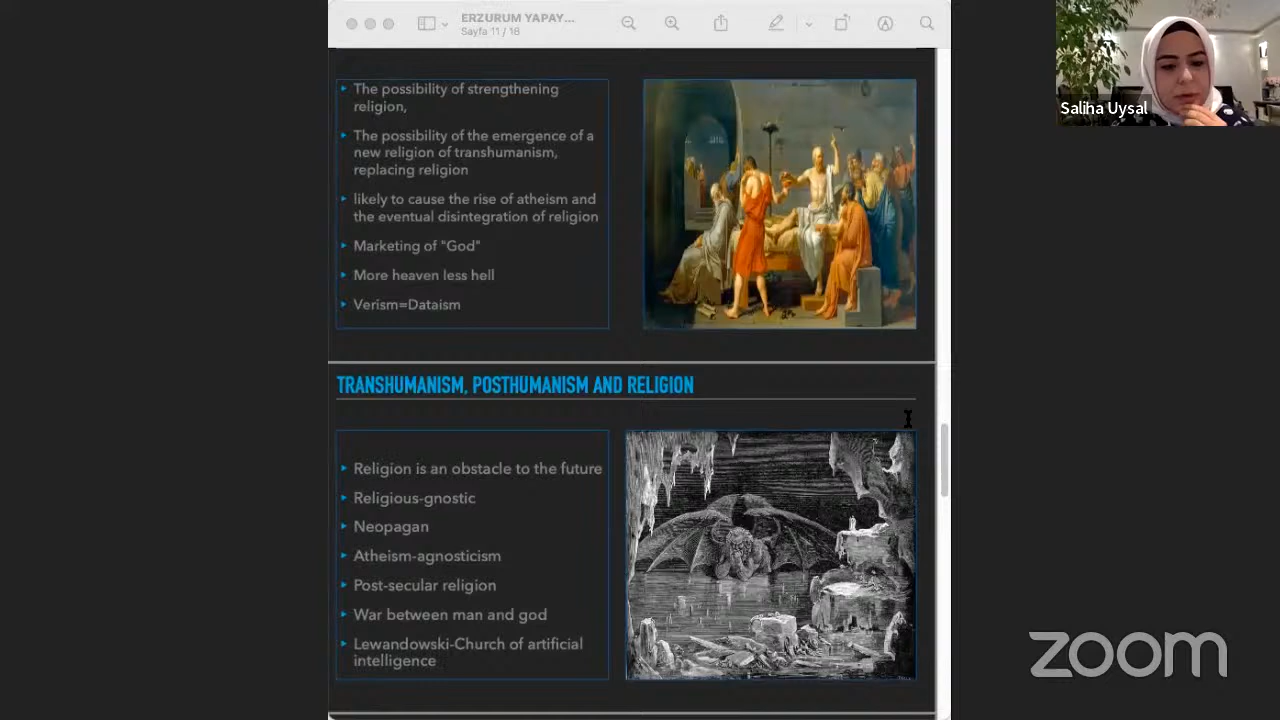 ERZURUM YAPAY...
Sayfa 11 / 18
The possibility of strengthening
religion,
The possibility of the emergence of a
new religion of transhumanism,
replacing religion
likely to cause the rise of atheism and
the eventual disintegration of religion
Marketing of "God"
More heaven less hell
Verism=Dataism
TRANSHUMANISM, POSTHUMANISM AND RELIGION
Religion is an obstacle to the future
Religious-gnostic
Neopagan
Atheism-agnosticism
Post-secular religion
War between man and god
Lewandowski-Church of artificial
intelligence
Saliha Uysal
zoom